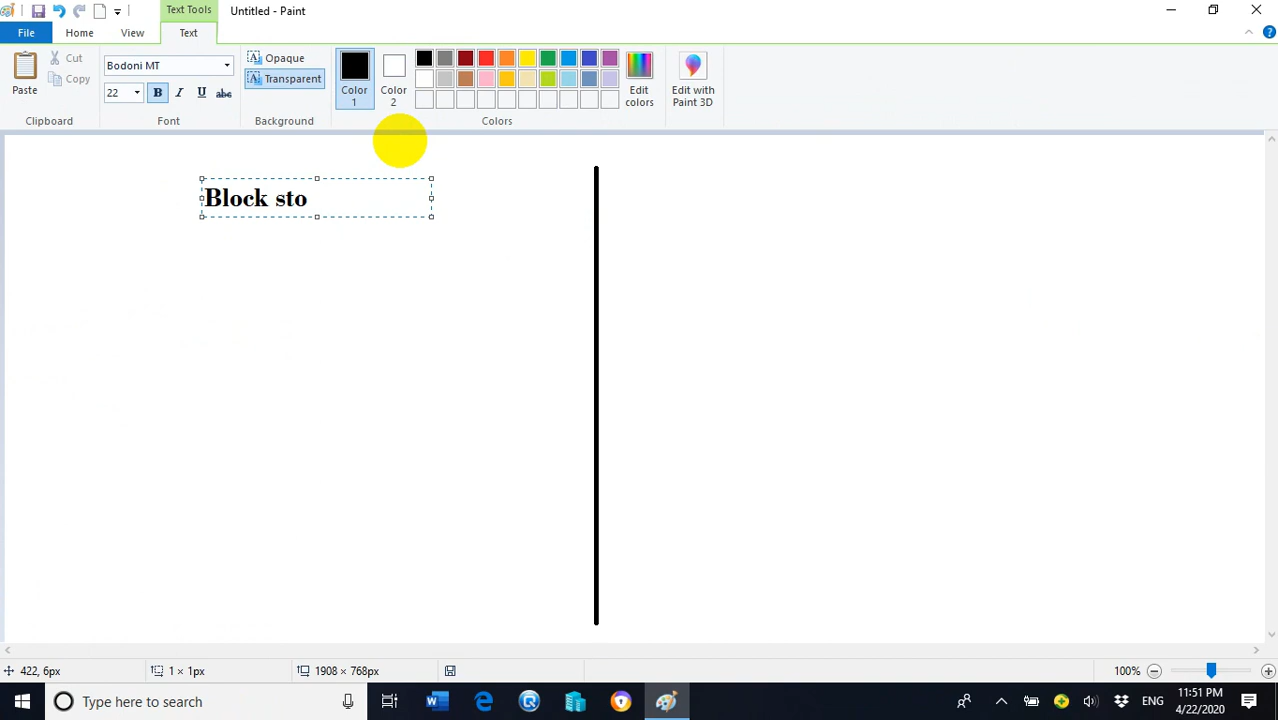 Text Tools
Untitled - Paint
File
Home
View
Text
Paste
Cut
Copy
Clipboard
Bodoni MT
22
B I U abc
Font
Opaque
Transparent
Background
Color 1
Color 2
Edit colors
Colors
Edit with Paint 3D
Block sto
422, 6px
1 × 1px
1908 × 768px
100%
Type here to search
ENG
11:51 PM
4/22/2020